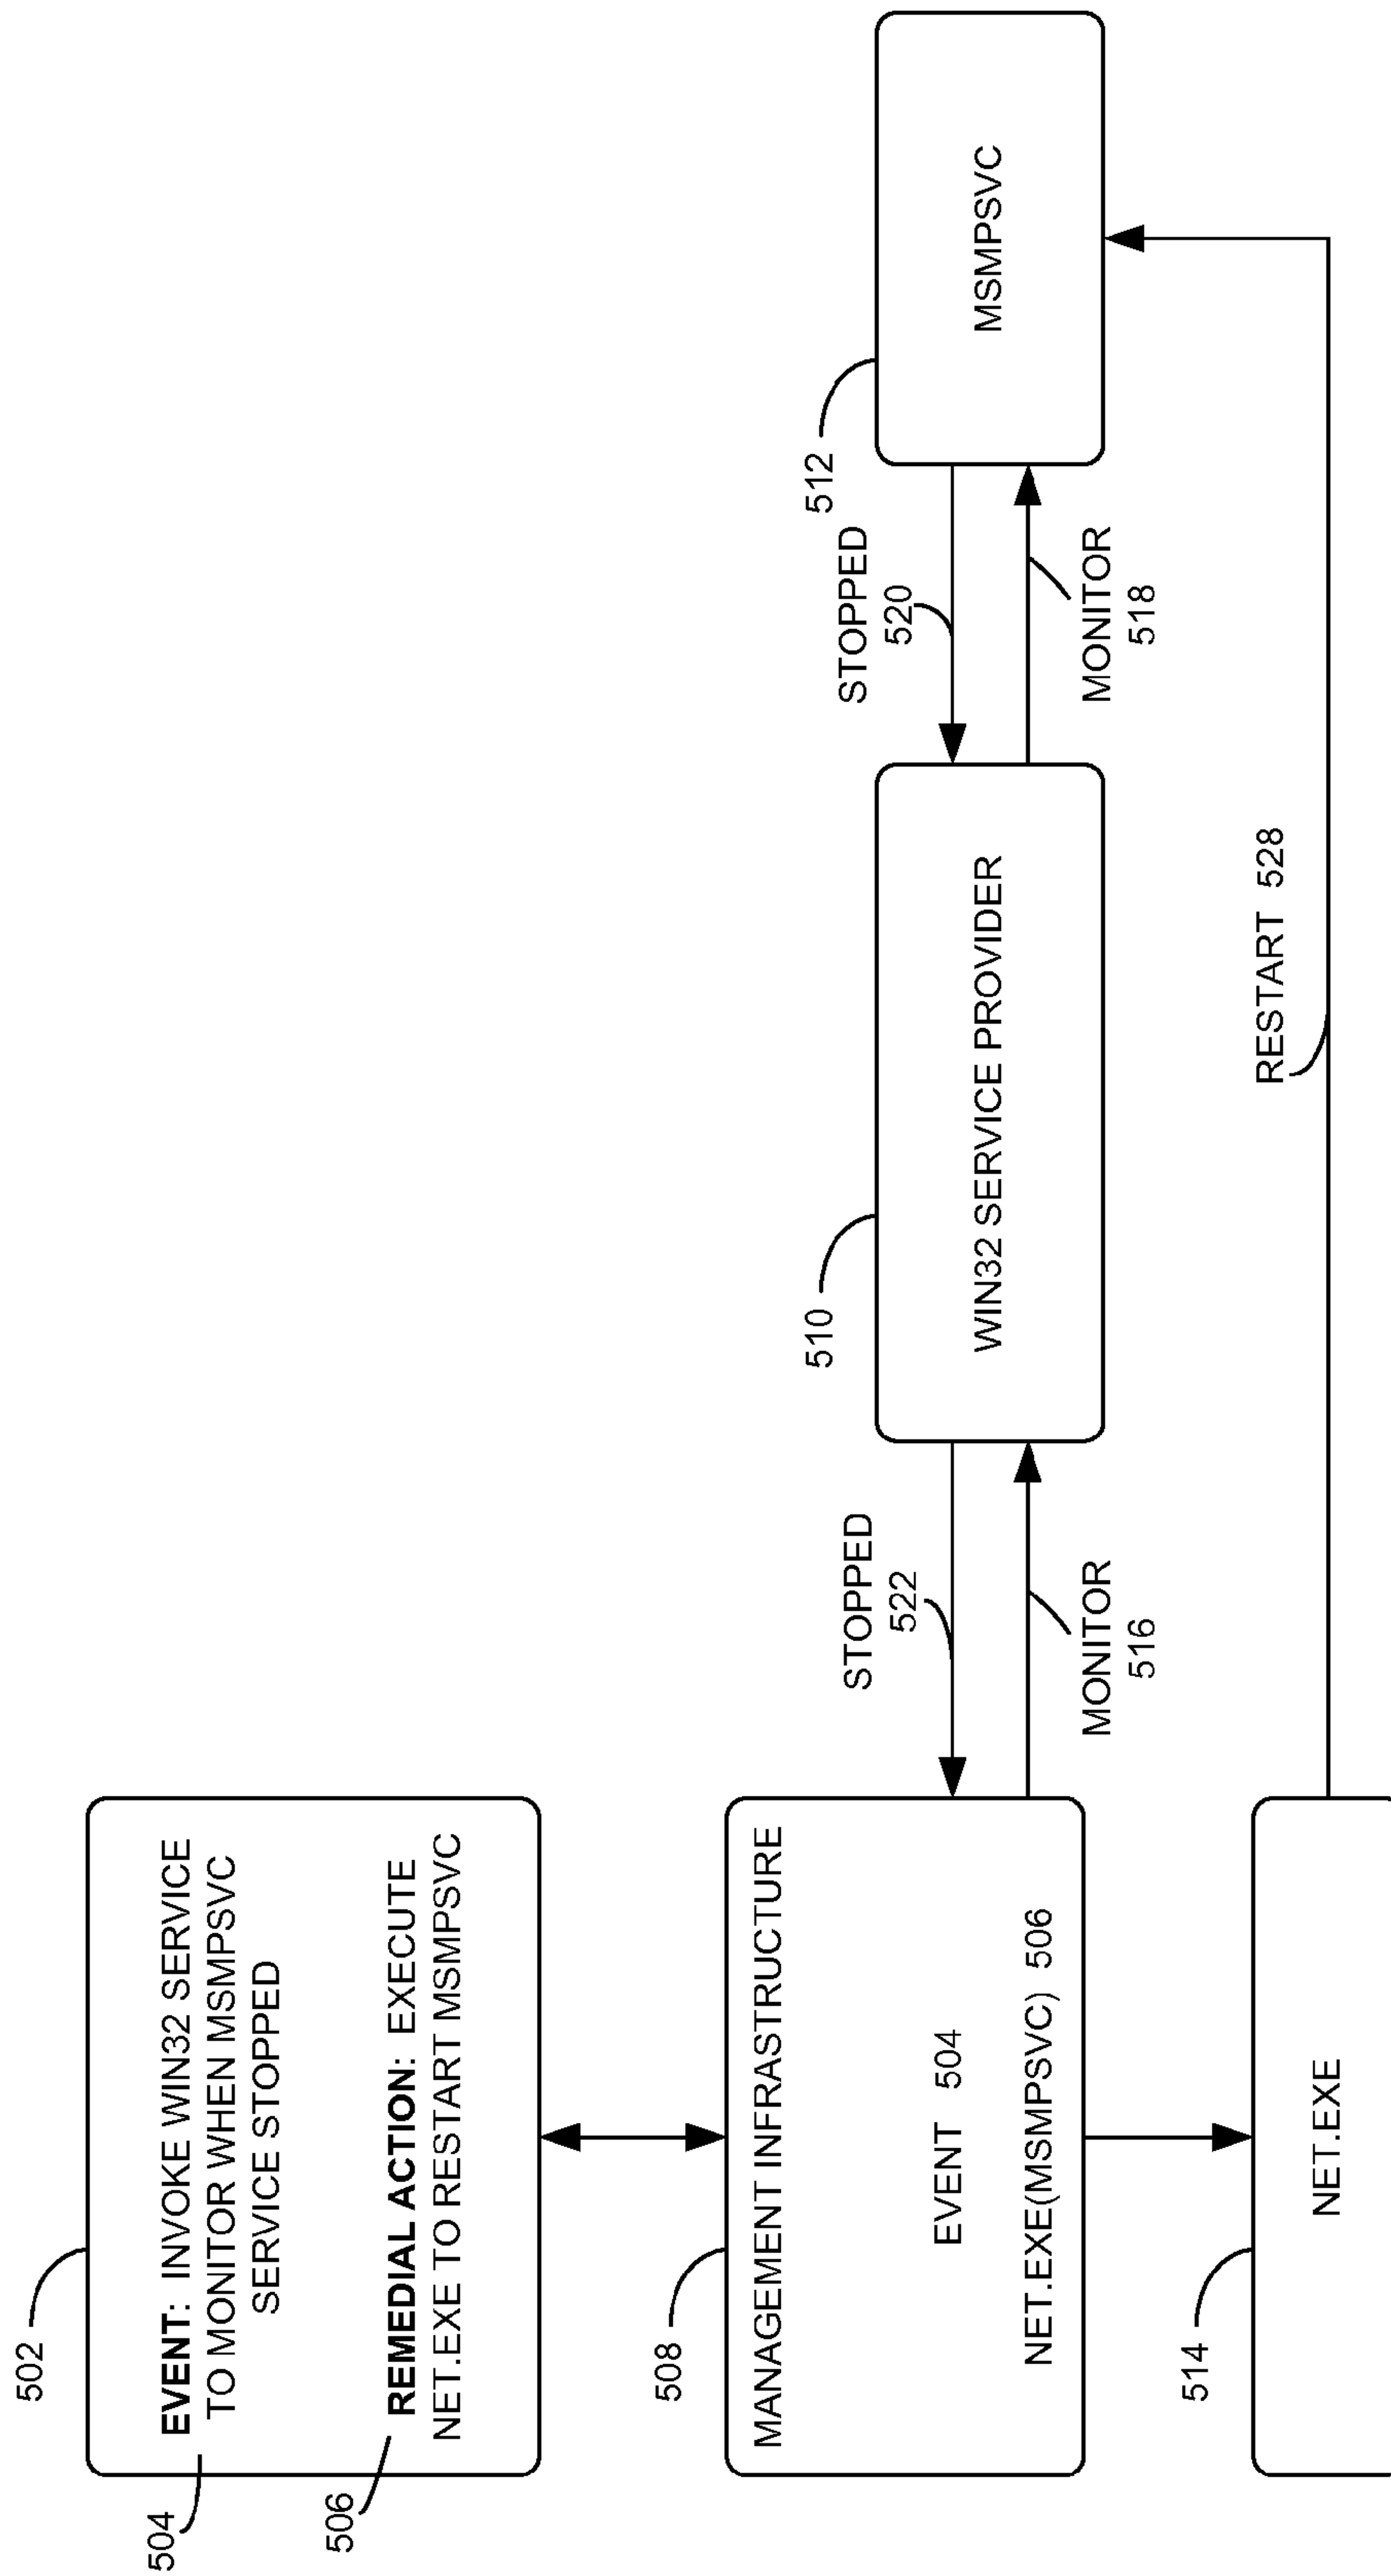 502
504
EVENT: INVOKE WIN32 SERVICE
TO MONITOR WHEN MSMPSVC
SERVICE STOPPED
506
REMEDIAL ACTION: EXECUTE
NET.EXE TO RESTART MSMPSVC
508
MANAGEMENT INFRASTRUCTURE
EVENT 504
NET.EXE(MSMPSVC) 506
STOPPED
522
MONITOR
516
510
WIN32 SERVICE PROVIDER
STOPPED
520
MONITOR
518
512
MSMPSVC
514
NET.EXE
RESTART 528